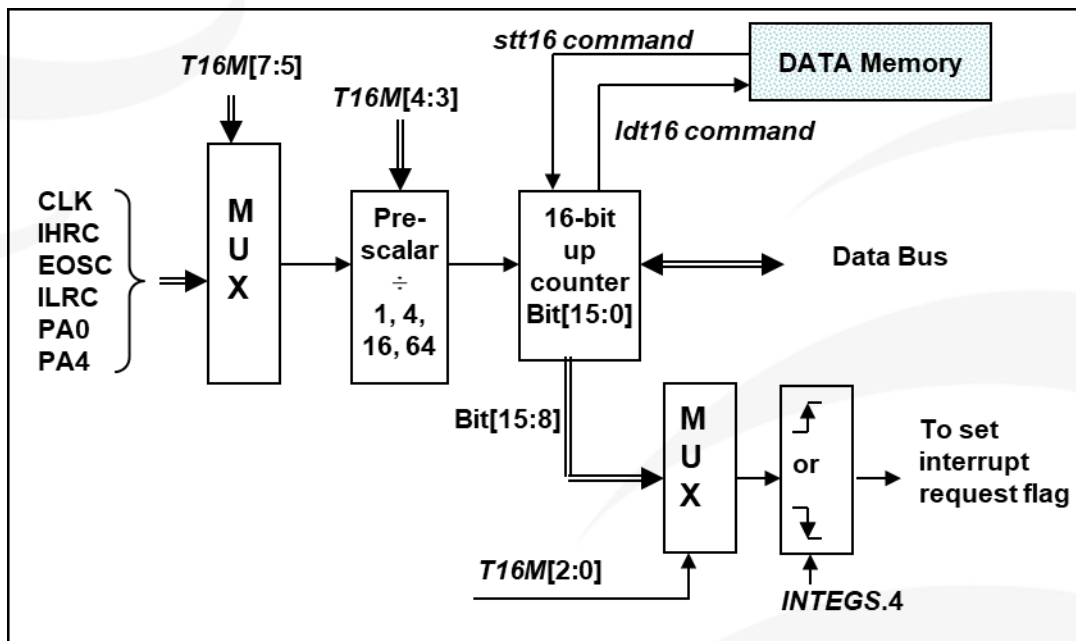 stt16 command
DATA Memory
T16M[7:5]
T16M[4:3]
ldt16 command
CLK
IHRC
EOSC
ILRC
PA0
PA4
M
U
X
Pre-
scalar
÷
1, 4,
16, 64
16-bit
up
counter
Bit[15:0]
Data Bus
Bit[15:8]
M
U
X
or
To set
interrupt
request flag
T16M[2:0]
INTEGS.4